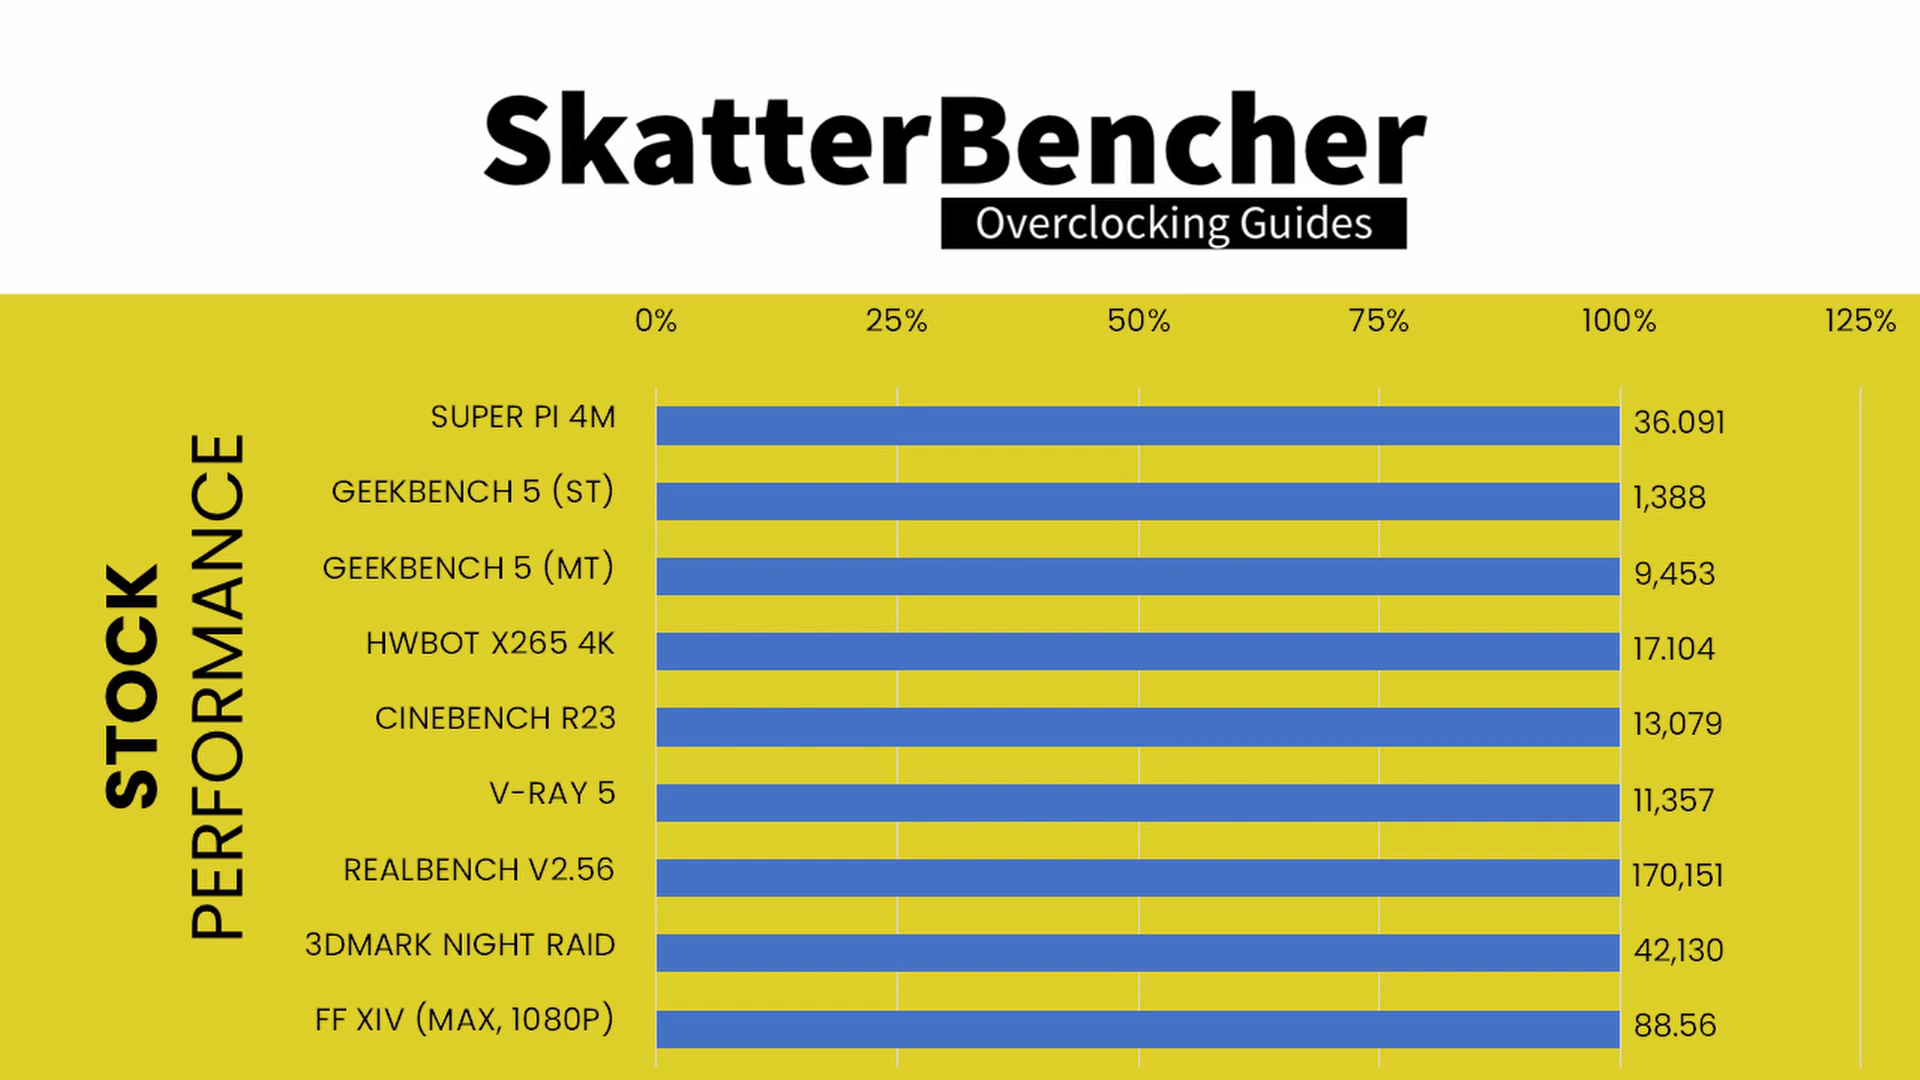 SkatterBencher
Overclocking Guides
0% 25% 50% 75% 100% 125%
STOCK
PERFORMANCE
SUPER PI 4M 36.091
GEEKBENCH 5 (ST) 1,388
GEEKBENCH 5 (MT) 9,453
HWBOT X265 4K 17.104
CINEBENCH R23 13,079
V-RAY 5 11,357
REALBENCH V2.56 170,151
3DMARK NIGHT RAID 42,130
FF XIV (MAX, 1080P) 88.56